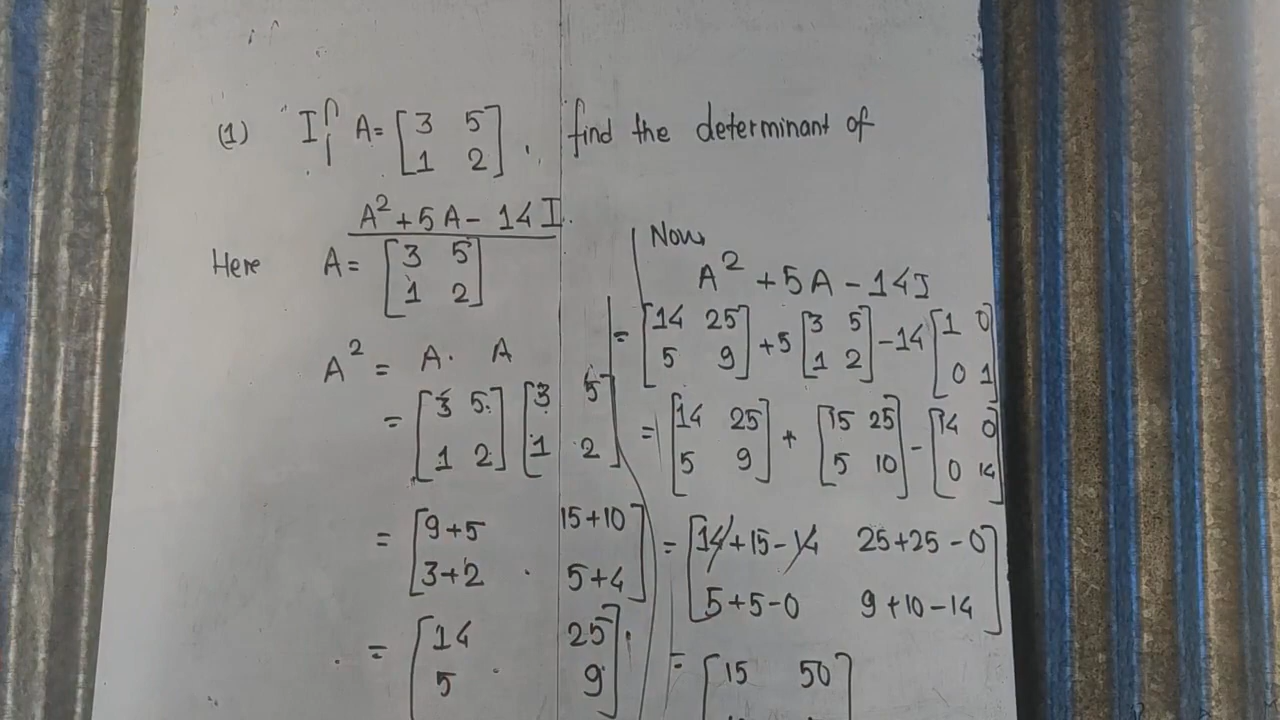 (1) If A = [3 5
1 2] . find the determinant of
A² + 5A - 14I.
Here A = [3 5
1 2]
A² = A. A
= [3 5
1 2] [3 5
1 2]
= [9+5 15+10
3+2 5+4]
= [14 25
5 9]
Now
A² + 5A - 14I
= [14 25
5 9] + 5 [3 5
1 2] - 14 [1 0
0 1]
= [14 25
5 9] + [15 25
5 10] - [14 0
0 14]
= [14+15-14 25+25-0
5+5-0 9+10-14]
= [15 50